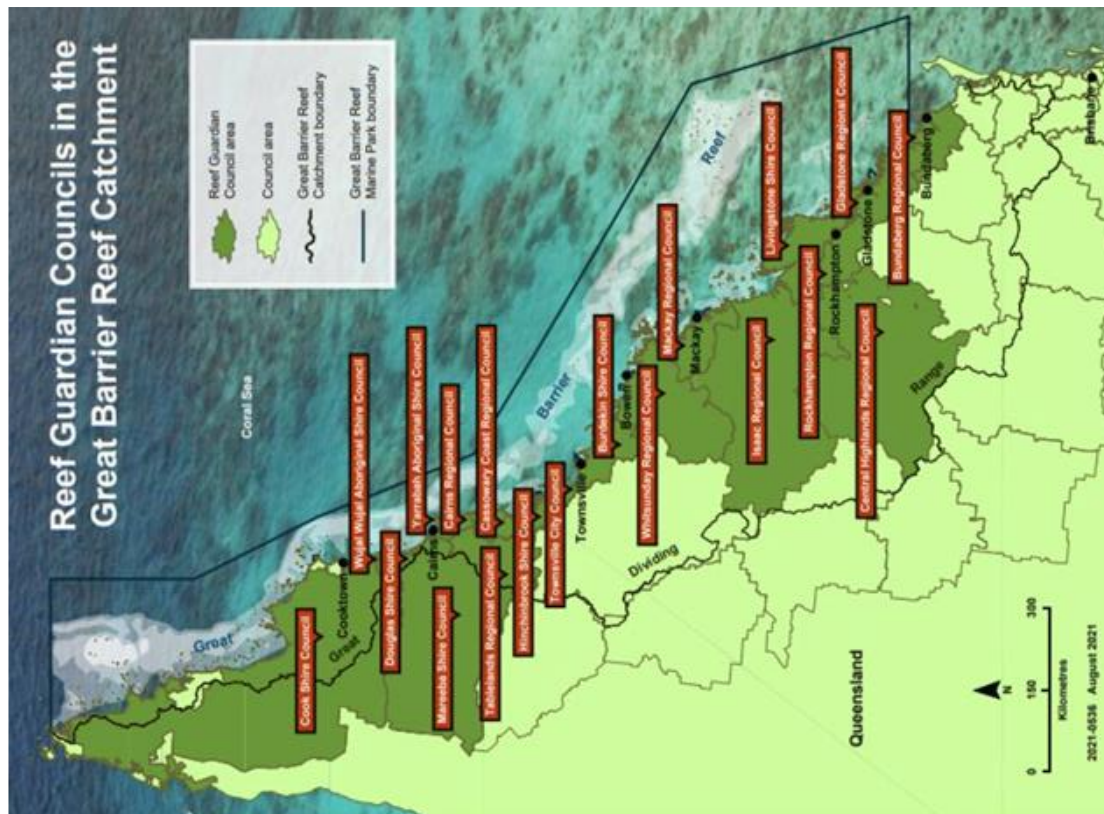 Reef Guardian Councils in the
Great Barrier Reef Catchment
Reef Guardian
Council area
Council area
Great Barrier Reef
Catchment boundary
Great Barrier Reef
Marine Park boundary
Coral Sea
Great
Barrier
Reef
Cook Shire Council
Cooktown
Great
Wujal Wujal Aboriginal Shire Council
Douglas Shire Council
Yarrabah Aboriginal Shire Council
Cairns
Mareeba Shire Council
Cairns Regional Council
Cassowery Coast Regional Council
Tablelands Regional Council
Hinchinbrook Shire Council
Townsville City Council
Townsville
Burdekin Shire Council
Bowen
Dividing
Whitsunday Regional Council
Mackay Regional Council
Mackay
Isaac Regional Council
Livingstone Shire Council
Rockhampton Regional Council
Rockhampton
Gladstone Regional Council
Gladstone
Central Highlands Regional Council
Bundaberg Regional Council
Bundaberg
Range
Brisbane
Queensland
N
0 150 300
Kilometres
2021-0536 August 2021